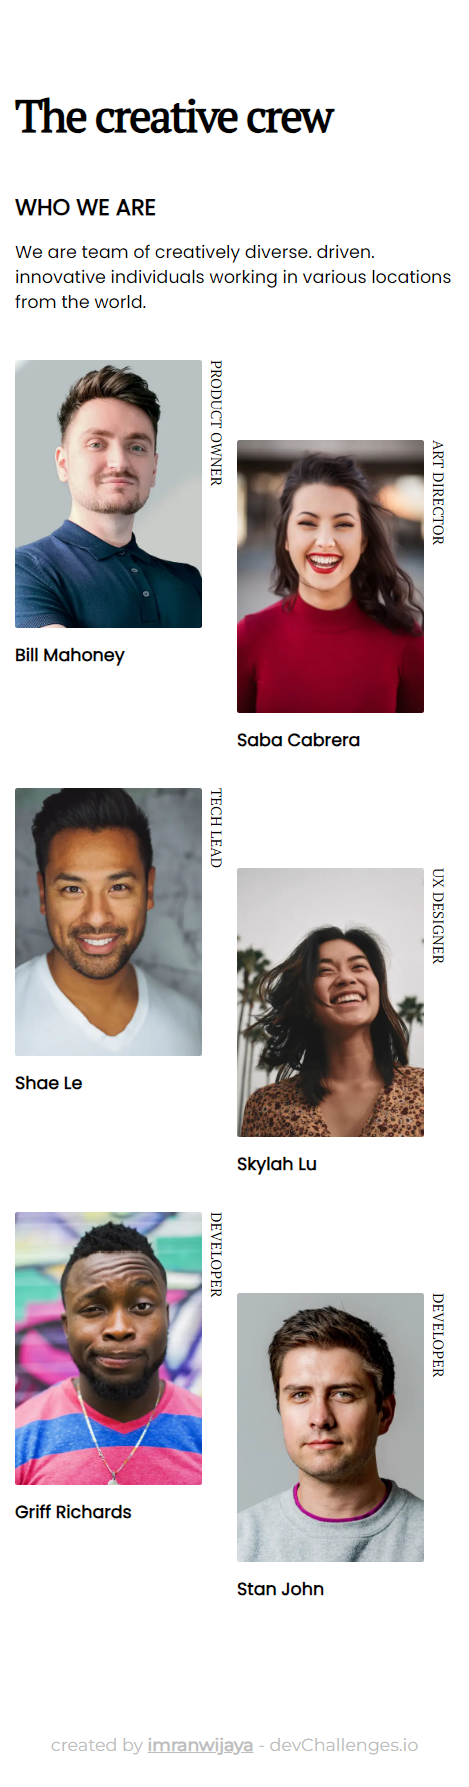 The creative crew
WHO WE ARE
We are team of creatively diverse. driven.
innovative individuals working in various locations
from the world.
PRODUCT OWNER
Bill Mahoney
ART DIRECTOR
Saba Cabrera
TECH LEAD
Shae Le
UX DESIGNER
Skylah Lu
DEVELOPER
Griff Richards
DEVELOPER
Stan John
created by imranwijaya - devChallenges.io